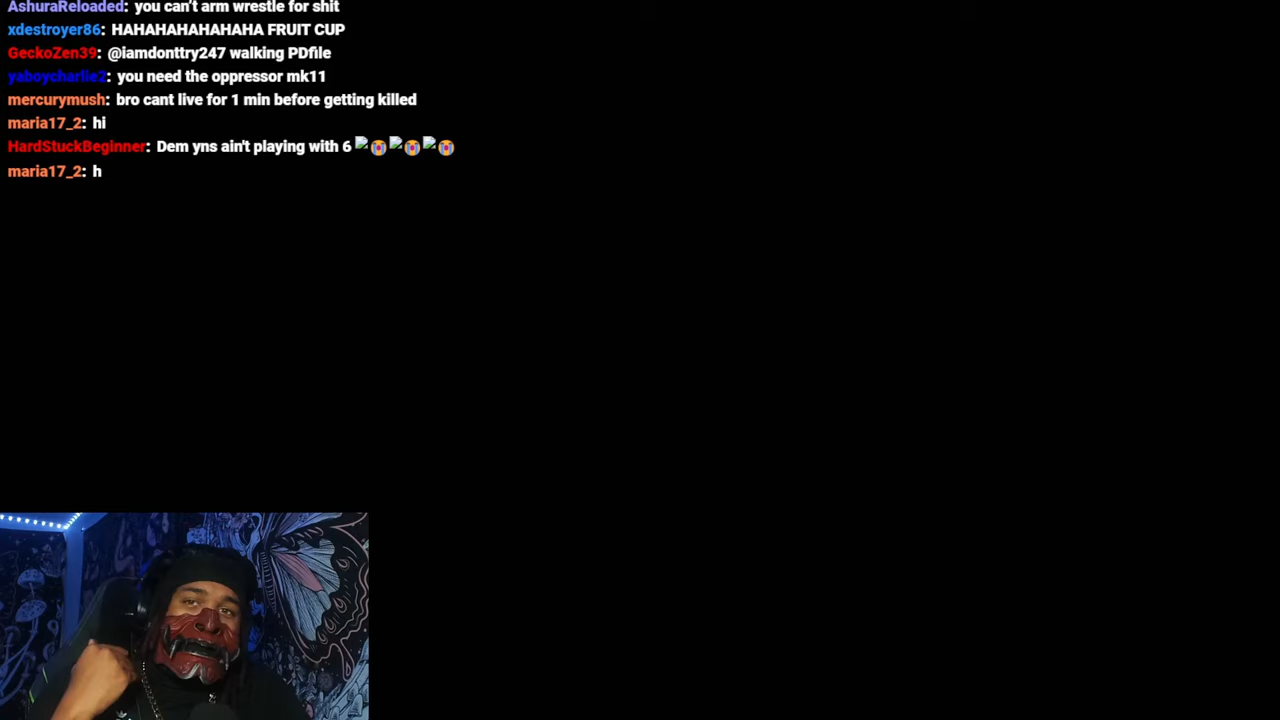 AshuraReloaded: you can't arm wrestle for shit
xdestroyer86: HAHAHAHAHAHAHA FRUIT CUP
GeckoZen39: @iamdonttry247 walking PDfile
yaboycharlie2: you need the oppressor mk11
mercurymush: bro cant live for 1 min before getting killed
maria17_2: hi
HardStuckBeginner: Dem yns ain't playing with 6 😭😭😭
maria17_2: h